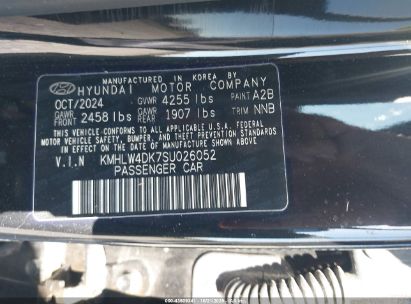 MANUFACTURED IN KOREA BY
HYUNDAI MOTOR COMPANY
OCT/2024 GVWR 4255 lbs PAINT A2B
GAWR FRONT 2458 lbs GAWR REAR 1907 lbs TRIM NNB
THIS VEHICLE CONFORMS TO ALL APPLICABLE U.S.A. FEDERAL
MOTOR VEHICLE SAFETY, BUMPER, AND THEFT PREVENTION
STANDARDS IN EFFECT ON THE DATE OF MANUFACTURE SHOWN ABOVE.
V.I.N KMHLW4DK7SU026052
PASSENGER CAR